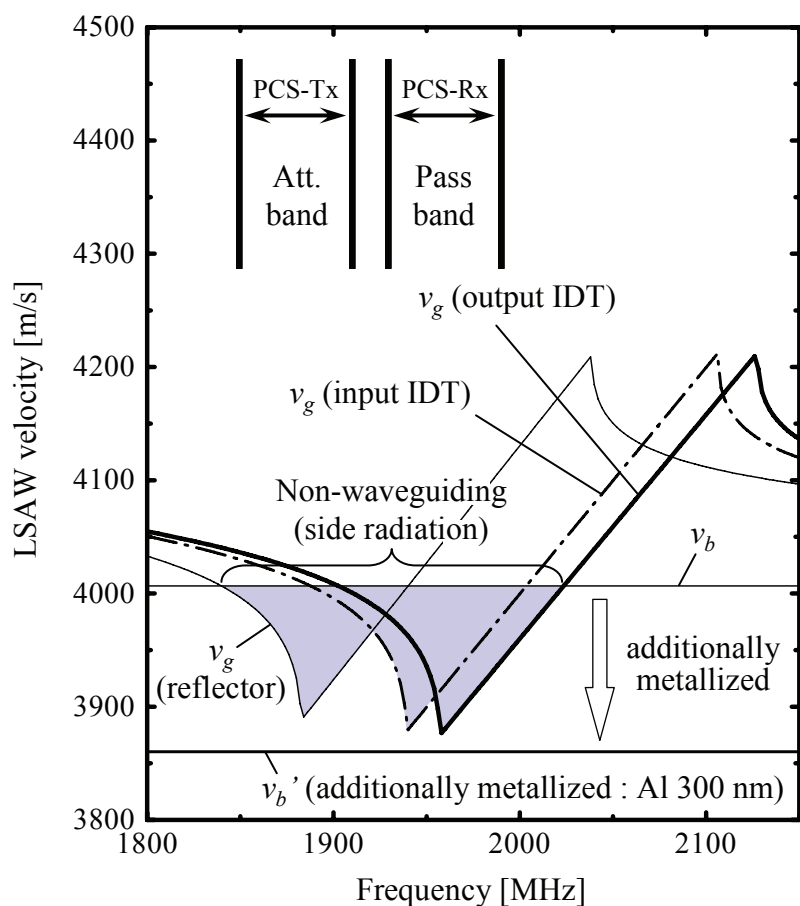 4500
4400
4300
4200
4100
4000
3900
3800
LSAW velocity [m/s]
PCS-Tx
PCS-Rx
Att.
band
Pass
band
v_g (output IDT)
v_g (input IDT)
Non-waveguiding
(side radiation)
v_b
v_g
(reflector)
additionally
metallized
v_b’ (additionally metallized : Al 300 nm)
1800
1900
2000
2100
Frequency [MHz]